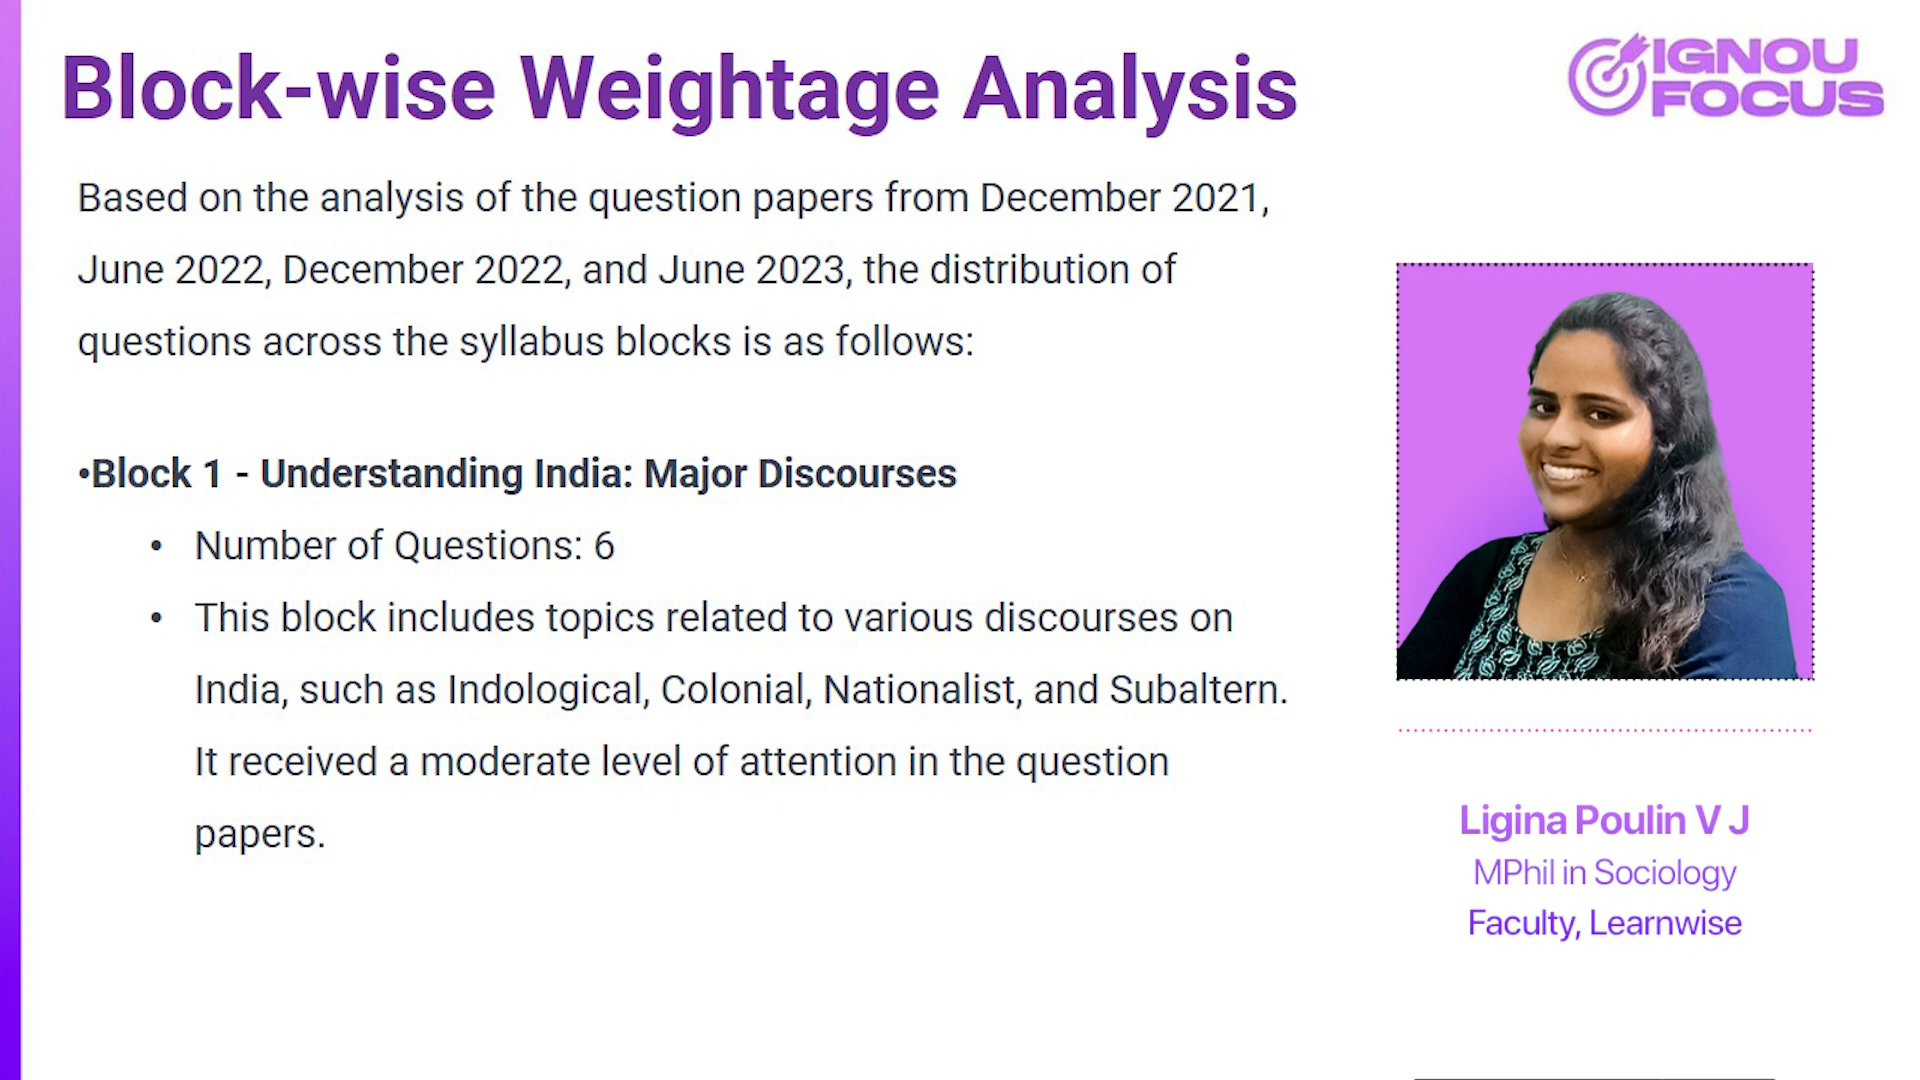 Block-wise Weightage Analysis
IGNOU
FOCUS
Based on the analysis of the question papers from December 2021,
June 2022, December 2022, and June 2023, the distribution of
questions across the syllabus blocks is as follows:
•Block 1 - Understanding India: Major Discourses
• Number of Questions: 6
• This block includes topics related to various discourses on
India, such as Indological, Colonial, Nationalist, and Subaltern.
It received a moderate level of attention in the question
papers.
Ligina Poulin V J
MPhil in Sociology
Faculty, Learnwise